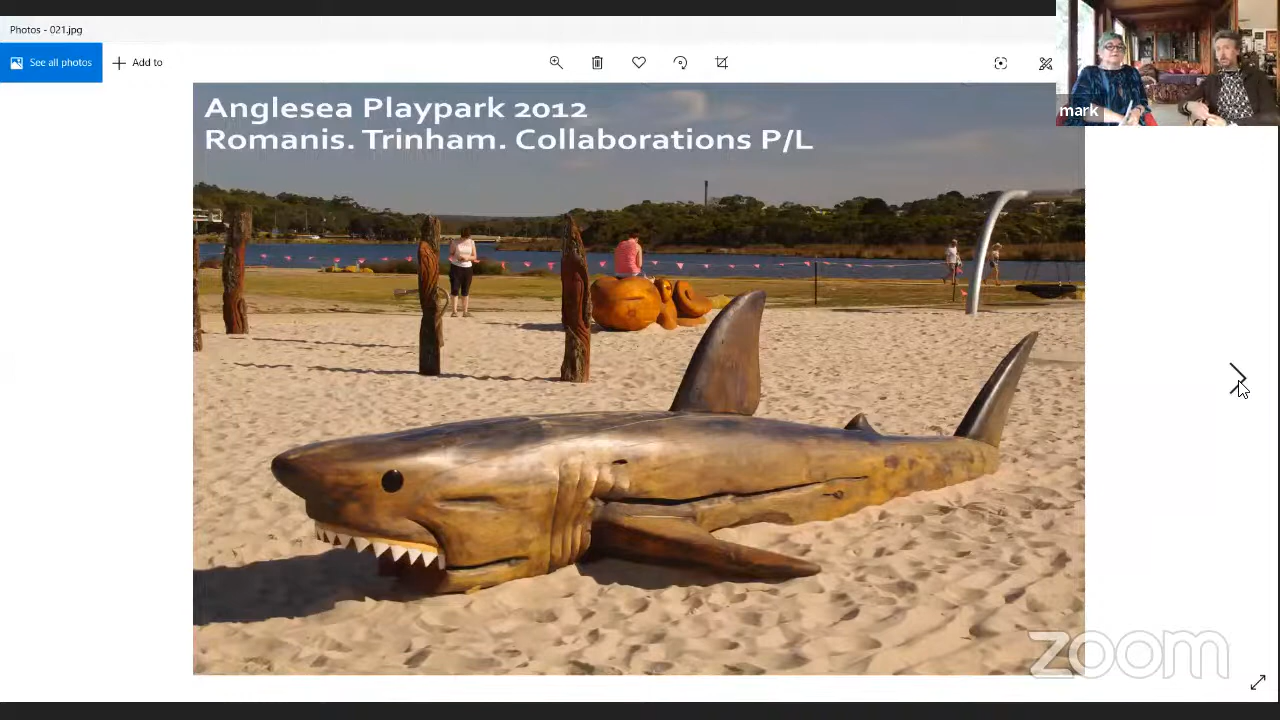 Photos - 021.jpg
See all photos
Add to
mark
Anglesea Playpark 2012
Romanis. Trinham. Collaborations P/L
zoom